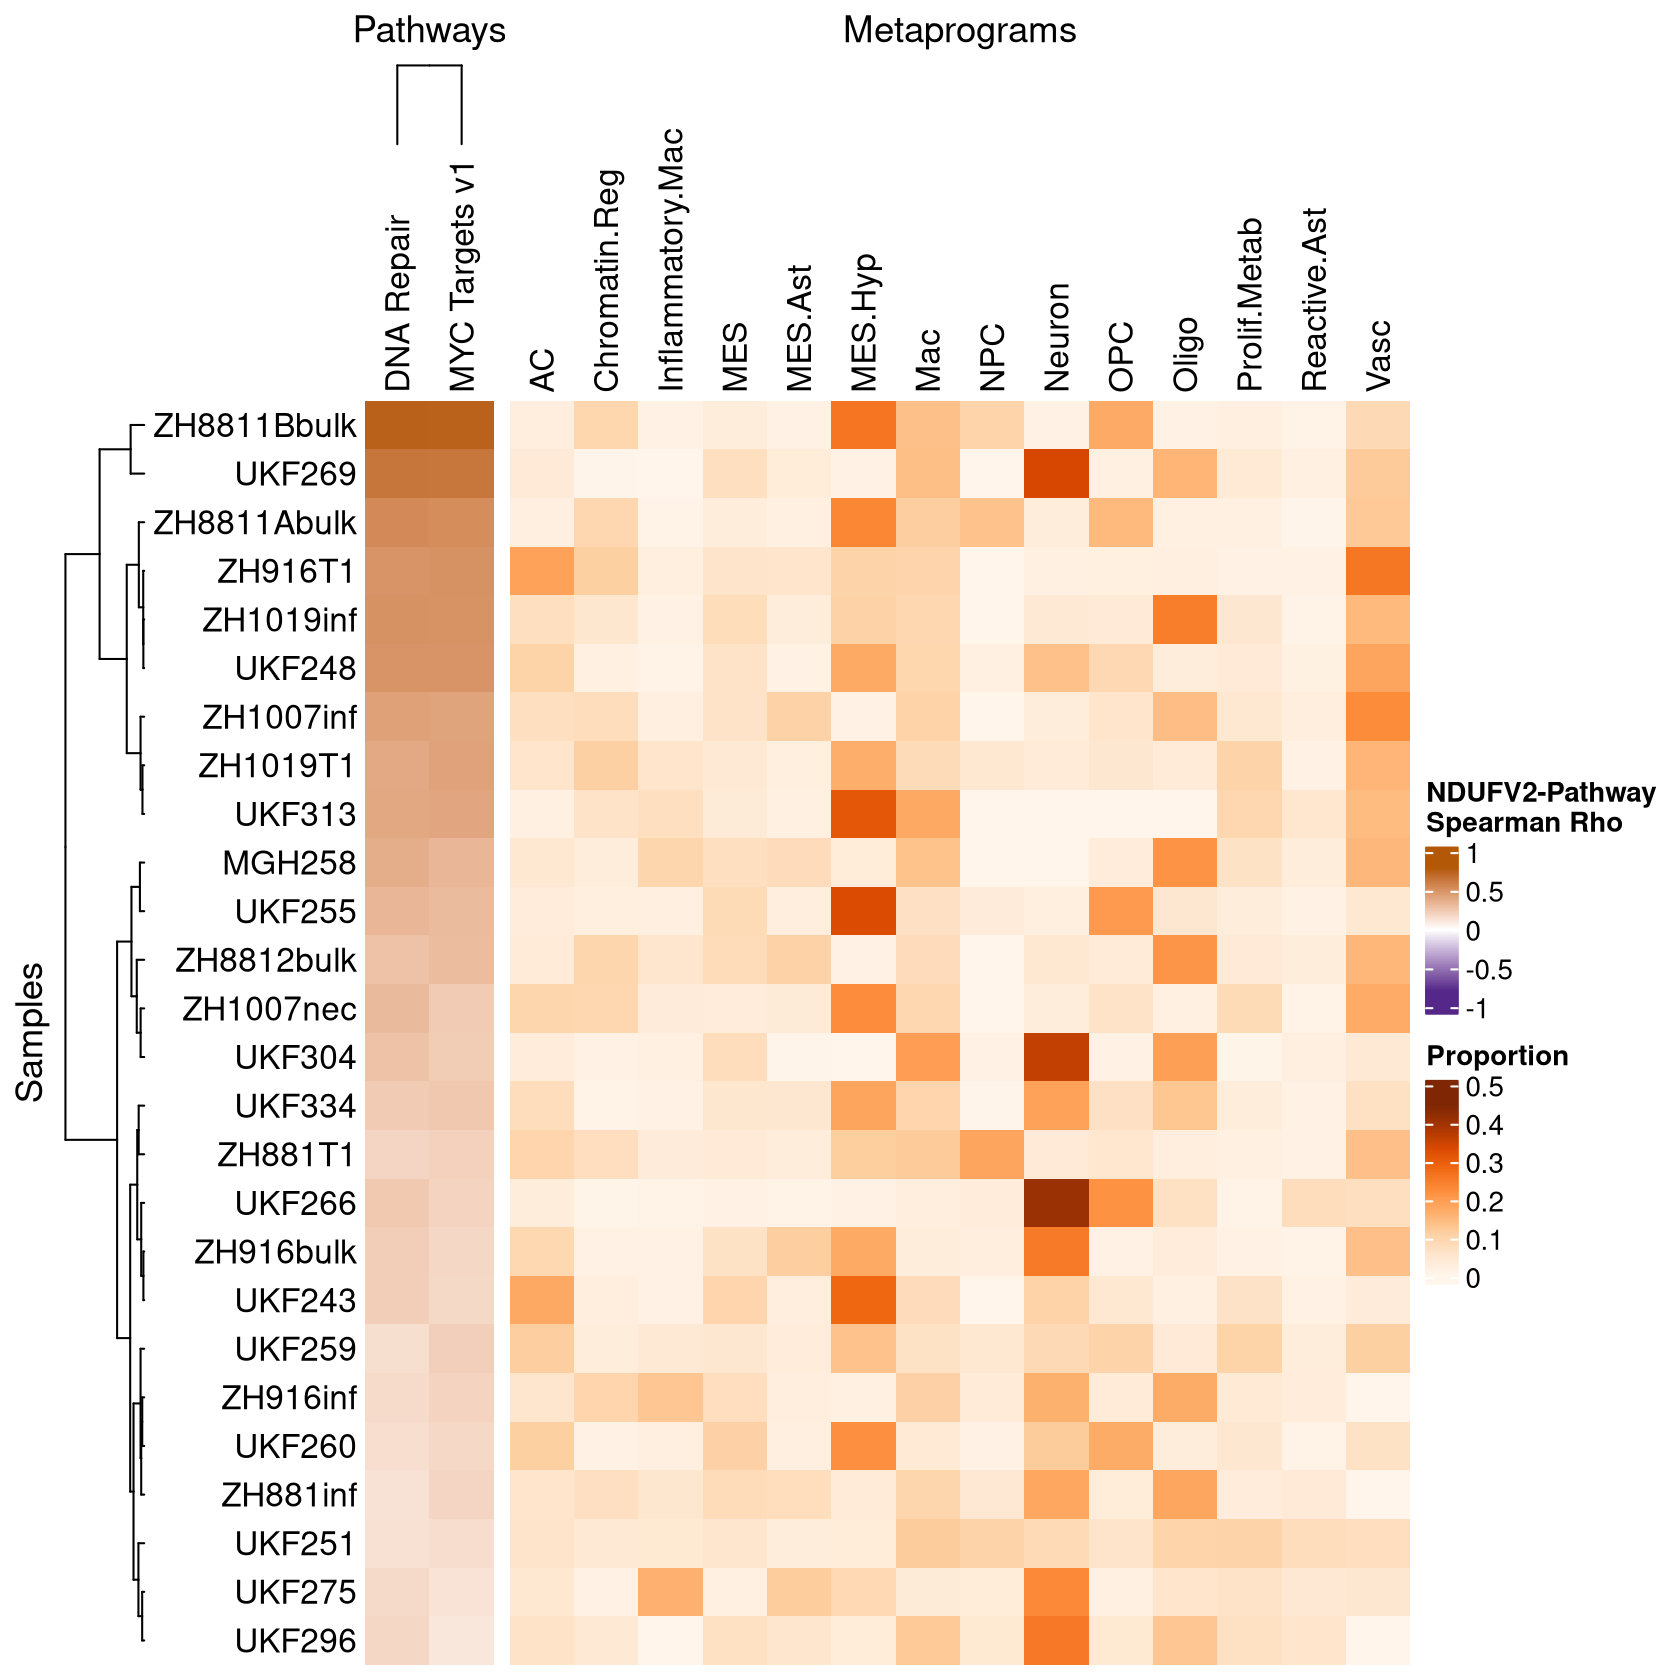 Pathways
Metaprograms
DNA Repair
MYC Targets v1
AC
Chromatin.Reg
Inflammatory.Mac
MES
MES.Ast
MES.Hyp
Mac
NPC
Neuron
OPC
Oligo
Prolif.Metab
Reactive.Ast
Vasc
Samples
ZH8811Bbulk
UKF269
ZH8811Abulk
ZH916T1
ZH1019inf
UKF248
ZH1007inf
ZH1019T1
UKF313
MGH258
UKF255
ZH8812bulk
ZH1007nec
UKF304
UKF334
ZH881T1
UKF266
ZH916bulk
UKF243
UKF259
ZH916inf
UKF260
ZH881inf
UKF251
UKF275
UKF296
NDUFV2-Pathway
Spearman Rho
1
0.5
0
-0.5
-1
Proportion
0.5
0.4
0.3
0.2
0.1
0